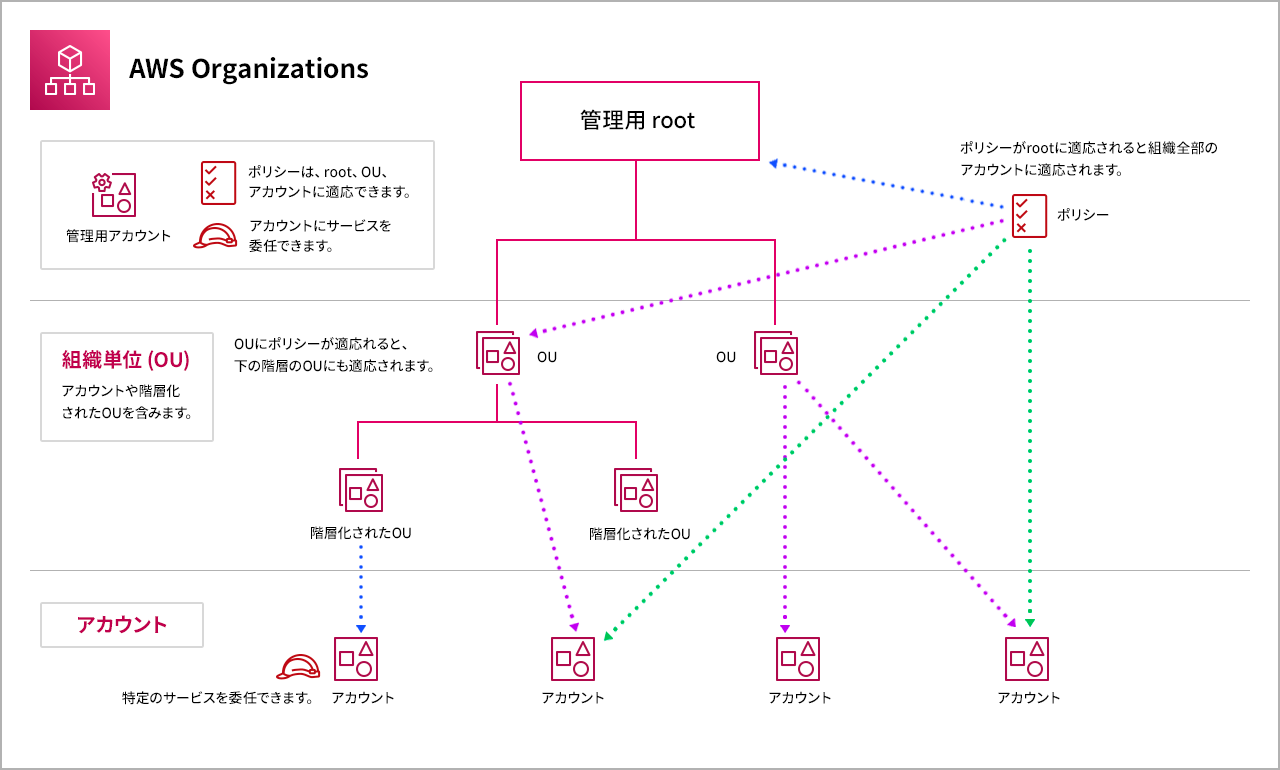 AWS Organizations
管理用 root
ポリシーは、root、OU、
アカウントに適応できます。
アカウントにサービスを
委任できます。
管理用アカウント
ポリシーがrootに適応されると組織全部の
アカウントに適応されます。
ポリシー
組織単位 (OU)
アカウントや階層化
されたOUを含みます。
OUにポリシーが適応れると、
下の階層のOUにも適応されます。
OU
OU
階層化されたOU
階層化されたOU
アカウント
特定のサービスを委任できます。
アカウント
アカウント
アカウント
アカウント